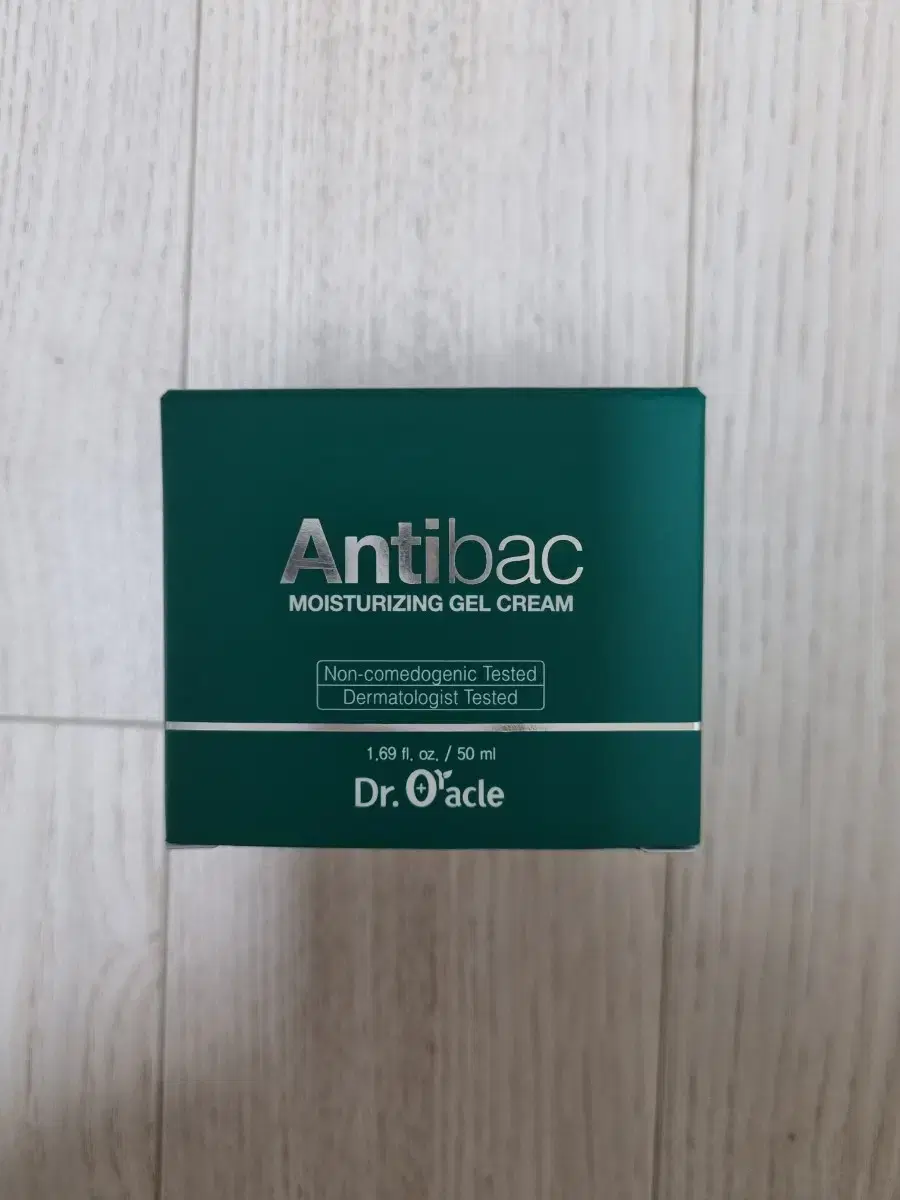 Antibac
MOISTURIZING GEL CREAM
Non-comedogenic Tested
Dermatologist Tested
1.69 fl. oz. / 50 ml
Dr. Oracle